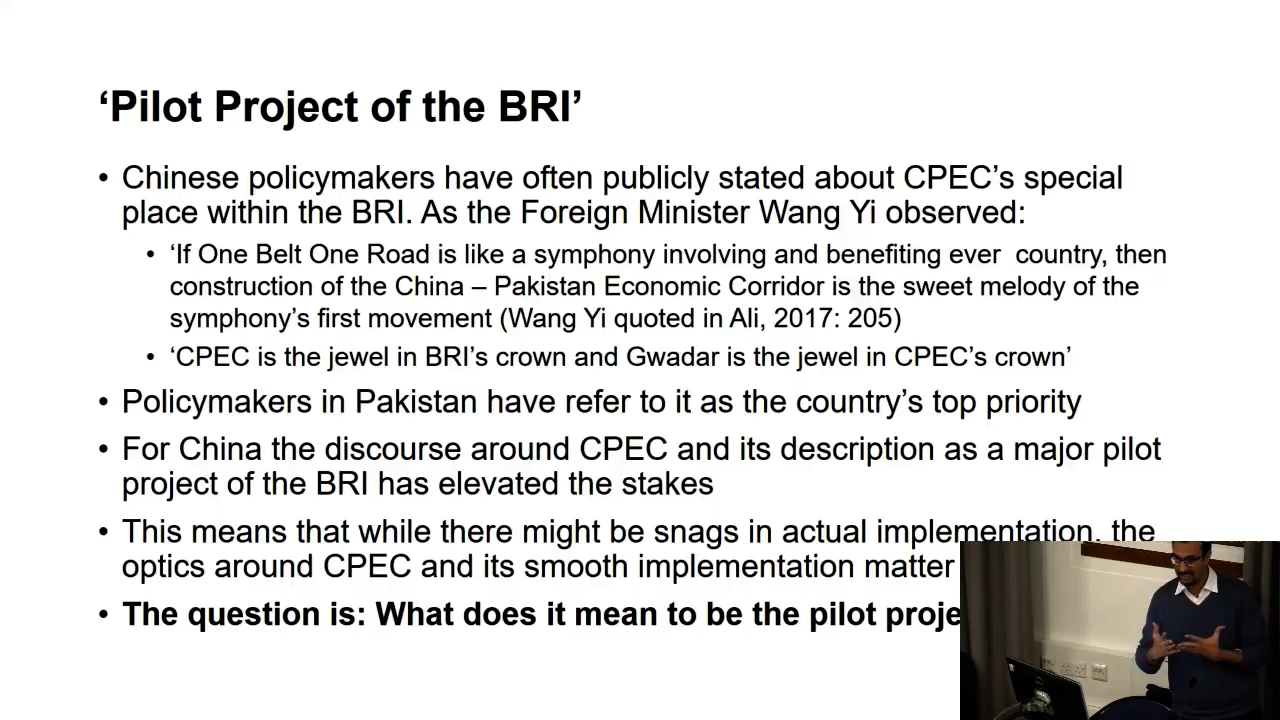 ‘Pilot Project of the BRI’
• Chinese policymakers have often publicly stated about CPEC’s special
place within the BRI. As the Foreign Minister Wang Yi observed:
• ‘If One Belt One Road is like a symphony involving and benefiting ever country, then
construction of the China – Pakistan Economic Corridor is the sweet melody of the
symphony’s first movement (Wang Yi quoted in Ali, 2017: 205)
• ‘CPEC is the jewel in BRI’s crown and Gwadar is the jewel in CPEC’s crown’
• Policymakers in Pakistan have refer to it as the country’s top priority
• For China the discourse around CPEC and its description as a major pilot
project of the BRI has elevated the stakes
• This means that while there might be snags in actual implementation, the
optics around CPEC and its smooth implementation matter
• The question is: What does it mean to be the pilot